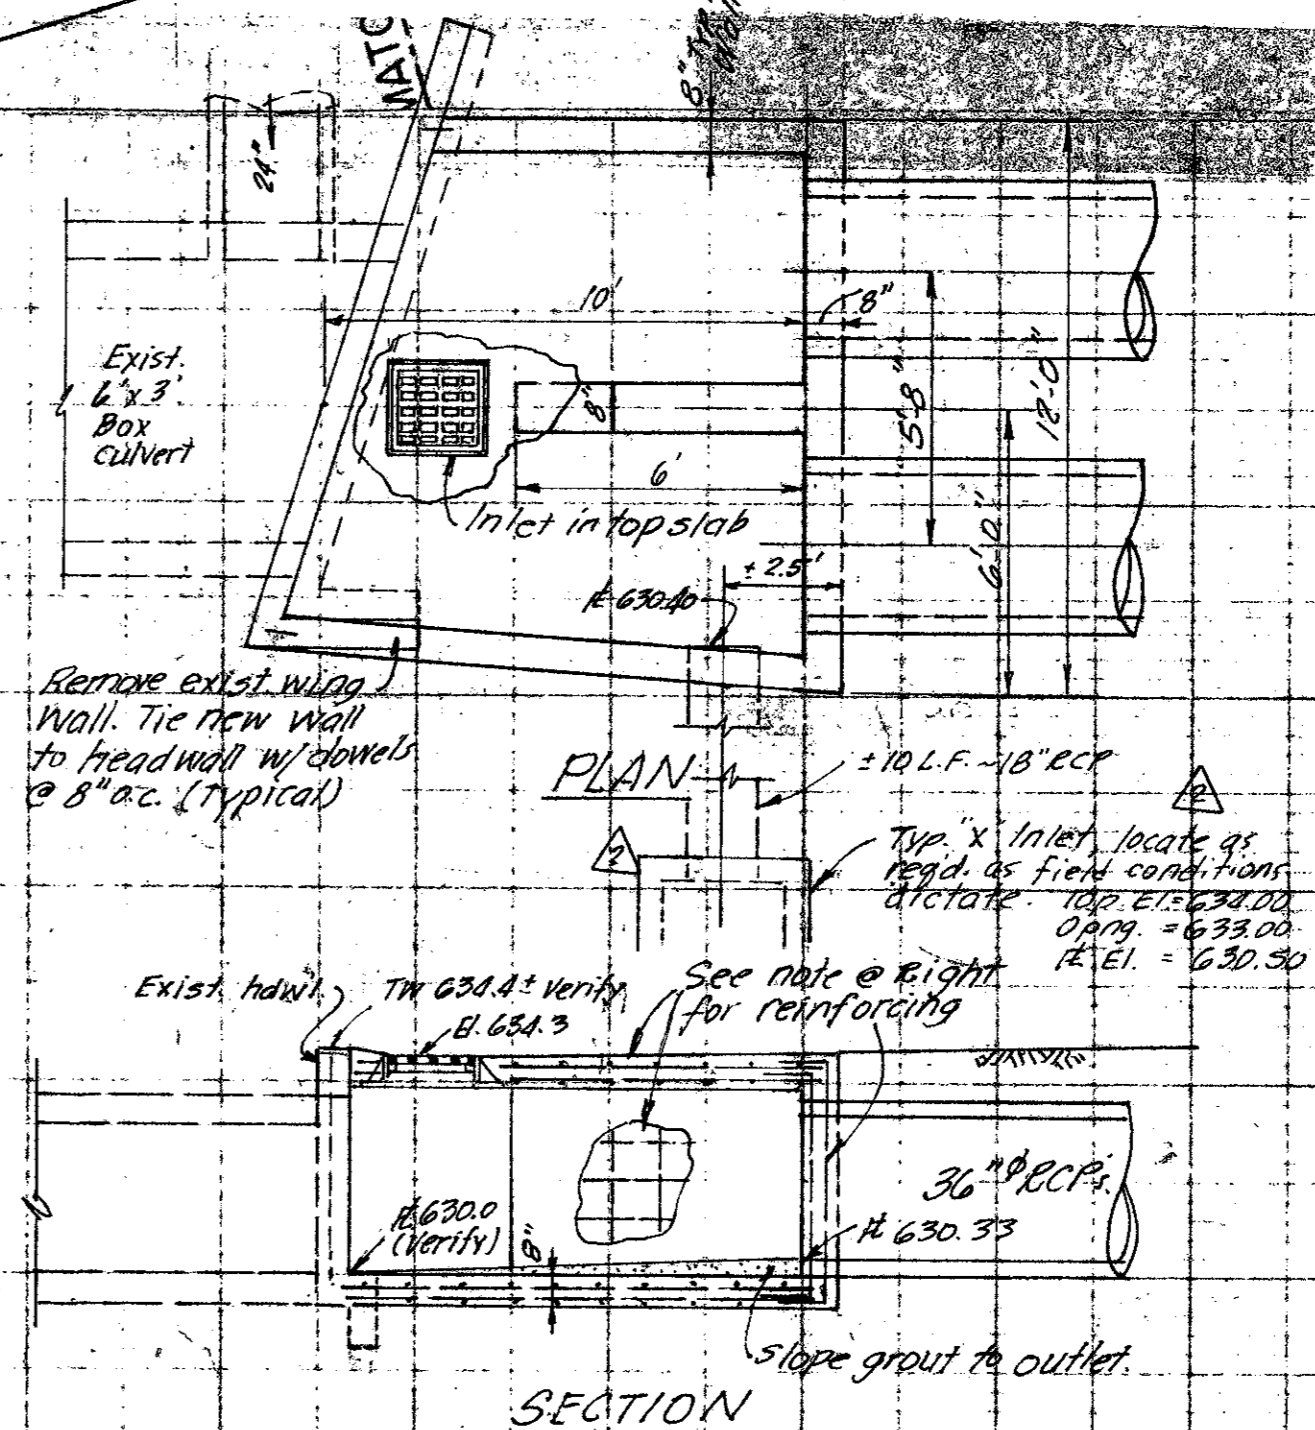 MATC
8" Typ.
24"
10'
8"
Exist.
6'x3'
Box
culvert
8"
5'-8"
12'-0"
6'
6'-0"
Inlet in top slab
± 2.5'
630.40
Remove exist. wing
wall. Tie new wall
to headwall w/dowels
@ 8" o.c. (Typical)
PLAN
±10 L.F. ~18" RCP
2
2
Typ. "X" Inlet, locate as
reqd. as field conditions
dictate. Top El.=634.00
Opng. = 633.00
El. = 630.50
Exist. hdwl.
TW 634.4± verify
El. 634.3
See note @ Right
for reinforcing
36"⌀ RCP's.
630.0
(verify)
8"
630.33
slope grout to outlet.
SECTION